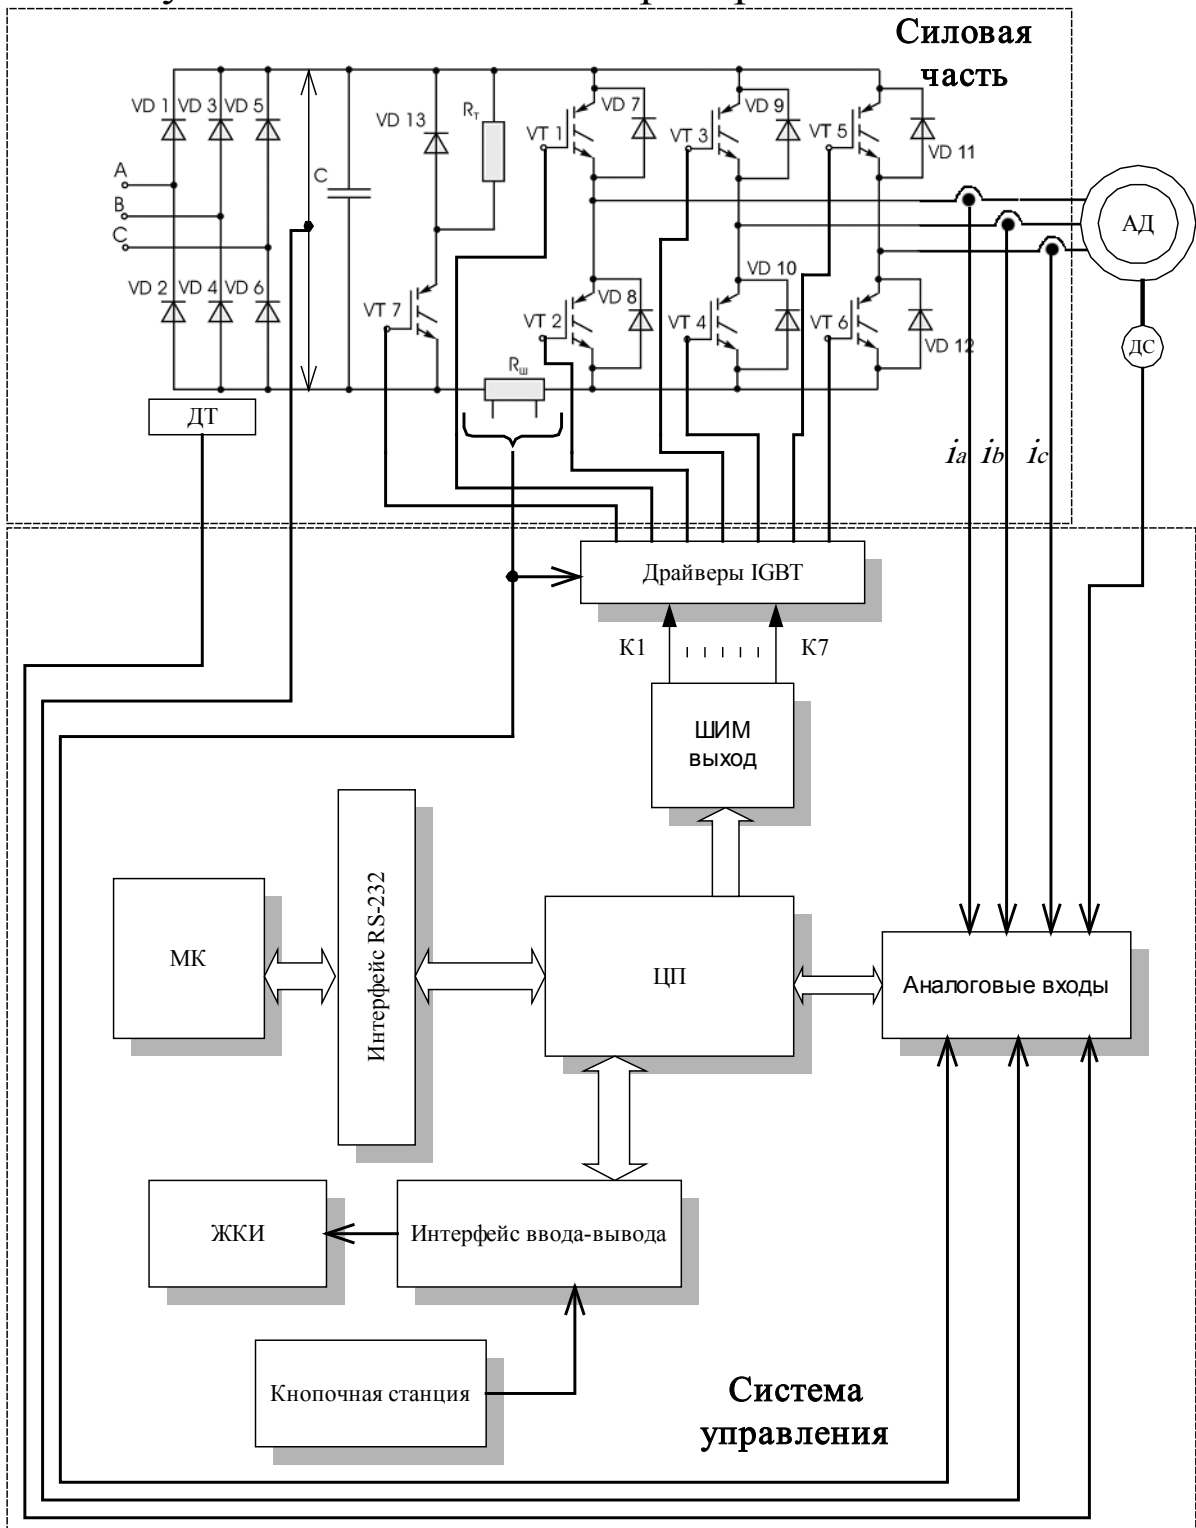 Силовая
часть
VD 1
VD 3
VD 5
VD 13
Rт
VT 1
VD 7
VT 3
VD 9
VT 5
VD 11
A
B
C
C
АД
VD 2
VD 4
VD 6
VT 7
VT 2
VD 8
VD 10
VT 4
VT 6
VD 12
ДС
Rш
ДТ
ia
ib
ic
Драйверы IGBT
К1
К7
ШИМ
выход
Интерфейс RS-232
МК
ЦП
Аналоговые входы
ЖКИ
Интерфейс ввода-вывода
Кнопочная станция
Система
управления